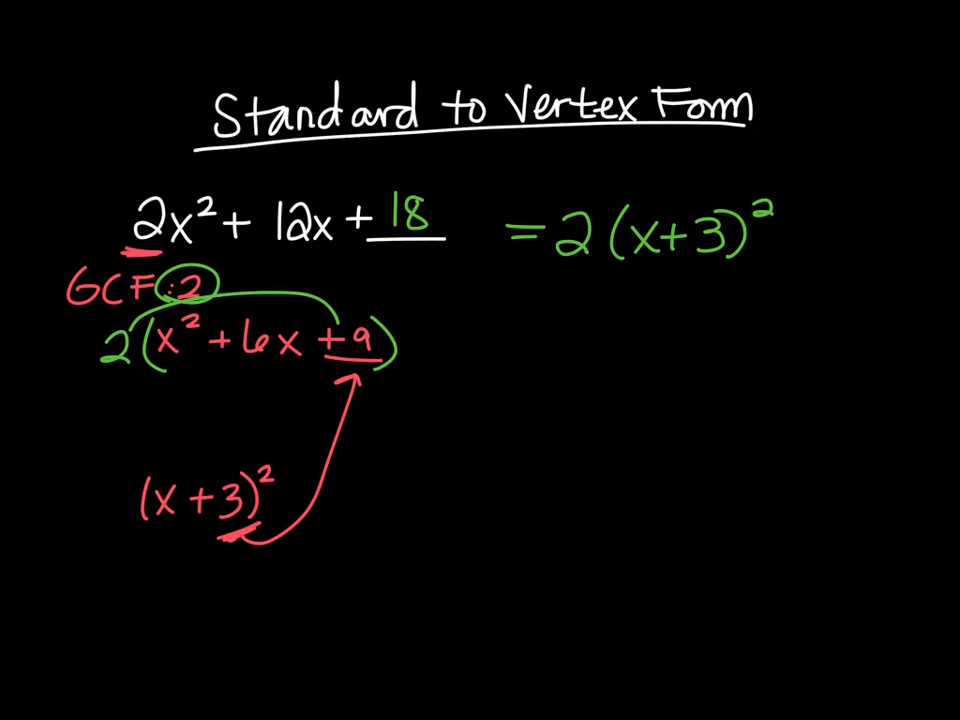 Standard to Vertex Form
2x² + 12x + 18 = 2(x+3)²
GCF: 2
2(x² + 6x + 9)
(x + 3)²